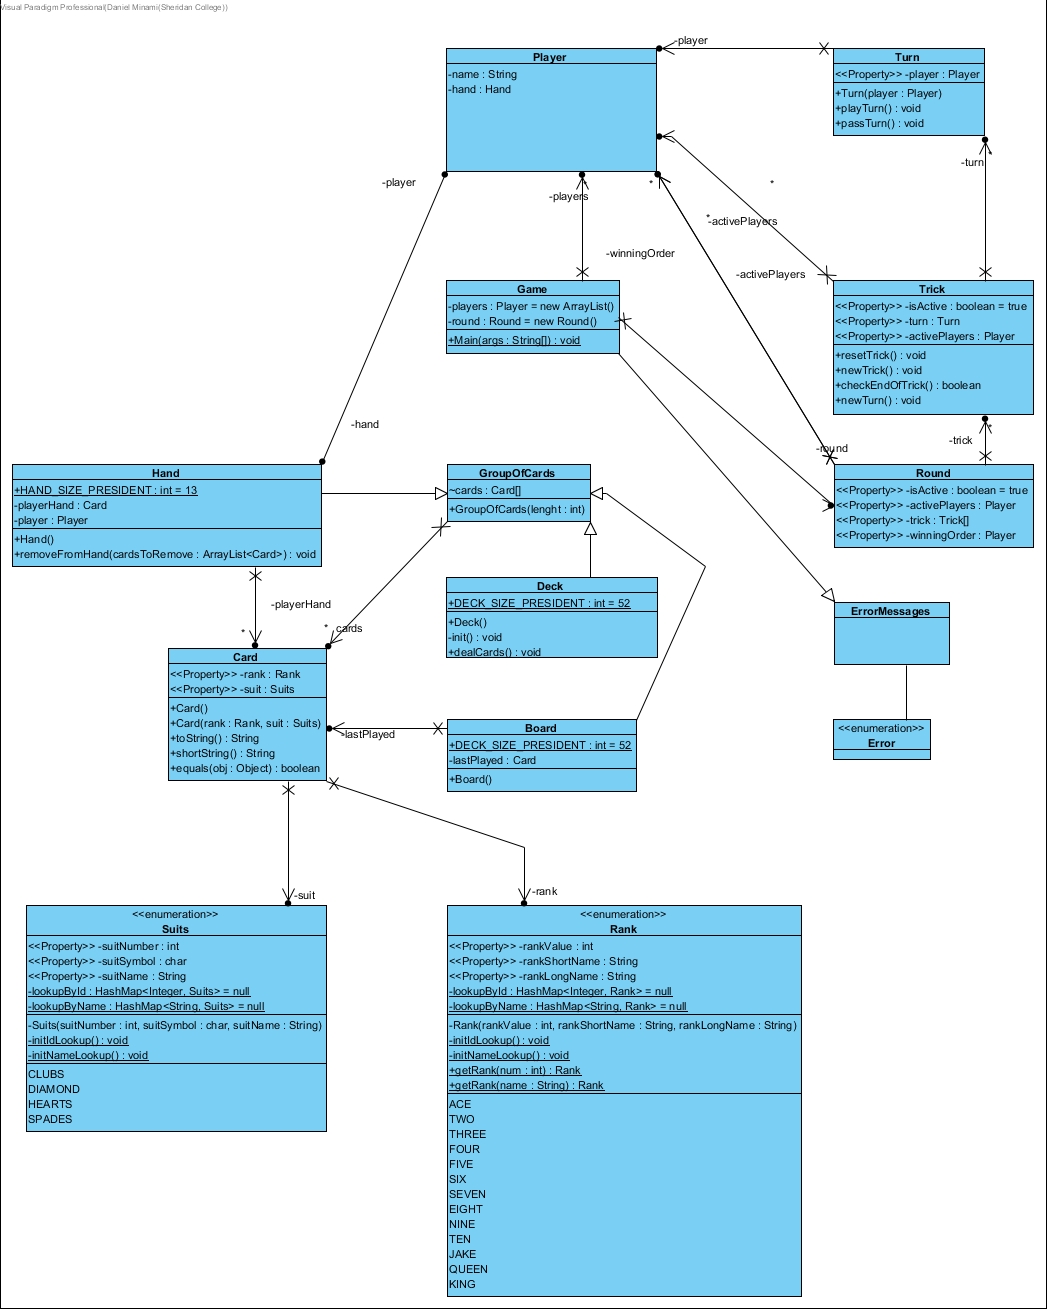 Visual Paradigm Professional(Daniel Minami(Sheridan College))
Player
-name : String
-hand : Hand
-player
Turn
<<Property>> -player : Player
+Turn(player : Player)
+playTurn() : void
+passTurn() : void
-turn
*
-player
-players
*
*
*
*
-activePlayers
-winningOrder
-activePlayers
Game
-players : Player = new ArrayList()
-round : Round = new Round()
+Main(args : String[]) : void
Trick
<<Property>> -isActive : boolean = true
<<Property>> -turn : Turn
<<Property>> -activePlayers : Player
+resetTrick() : void
+newTrick() : void
+checkEndOfTrick() : boolean
+newTurn() : void
-hand
-round
-trick
*
Hand
+HAND_SIZE_PRESIDENT : int = 13
-playerHand : Card
-player : Player
+Hand()
+removeFromHand(cardsToRemove : ArrayList<Card>) : void
GroupOfCards
~cards : Card[]
+GroupOfCards(lenght : int)
Round
<<Property>> -isActive : boolean = true
<<Property>> -activePlayers : Player
<<Property>> -trick : Trick[]
<<Property>> -winningOrder : Player
Deck
+DECK_SIZE_PRESIDENT : int = 52
+Deck()
-init() : void
+dealCards() : void
-playerHand
*
*
cards
ErrorMessages
Card
<<Property>> -rank : Rank
<<Property>> -suit : Suits
+Card()
+Card(rank : Rank, suit : Suits)
+toString() : String
+shortString() : String
+equals(obj : Object) : boolean
-lastPlayed
Board
+DECK_SIZE_PRESIDENT : int = 52
-lastPlayed : Card
+Board()
<<enumeration>>
Error
-suit
-rank
<<enumeration>>
Suits
<<Property>> -suitNumber : int
<<Property>> -suitSymbol : char
<<Property>> -suitName : String
-lookupById : HashMap<Integer, Suits> = null
-lookupByName : HashMap<String, Suits> = null
-Suits(suitNumber : int, suitSymbol : char, suitName : String)
-initIdLookup() : void
-initNameLookup() : void
CLUBS
DIAMOND
HEARTS
SPADES
<<enumeration>>
Rank
<<Property>> -rankValue : int
<<Property>> -rankShortName : String
<<Property>> -rankLongName : String
-lookupById : HashMap<Integer, Rank> = null
-lookupByName : HashMap<String, Rank> = null
-Rank(rankValue : int, rankShortName : String, rankLongName : String)
-initIdLookup() : void
-initNameLookup() : void
+getRank(num : int) : Rank
+getRank(name : String) : Rank
ACE
TWO
THREE
FOUR
FIVE
SIX
SEVEN
EIGHT
NINE
TEN
JAKE
QUEEN
KING